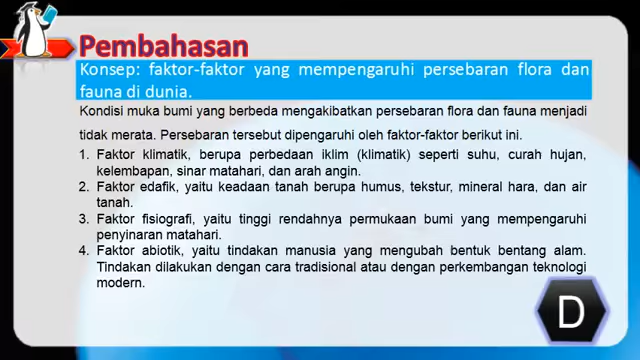 Pembahasan
Konsep: faktor-faktor yang mempengaruhi persebaran flora dan
fauna di dunia.
Kondisi muka bumi yang berbeda mengakibatkan persebaran flora dan fauna menjadi
tidak merata. Persebaran tersebut dipengaruhi oleh faktor-faktor berikut ini.
1. Faktor klimatik, berupa perbedaan iklim (klimatik) seperti suhu, curah hujan,
kelembapan, sinar matahari, dan arah angin.
2. Faktor edafik, yaitu keadaan tanah berupa humus, tekstur, mineral hara, dan air
tanah.
3. Faktor fisiografi, yaitu tinggi rendahnya permukaan bumi yang mempengaruhi
penyinaran matahari.
4. Faktor abiotik, yaitu tindakan manusia yang mengubah bentuk bentang alam.
Tindakan dilakukan dengan cara tradisional atau dengan perkembangan teknologi
modern.
D